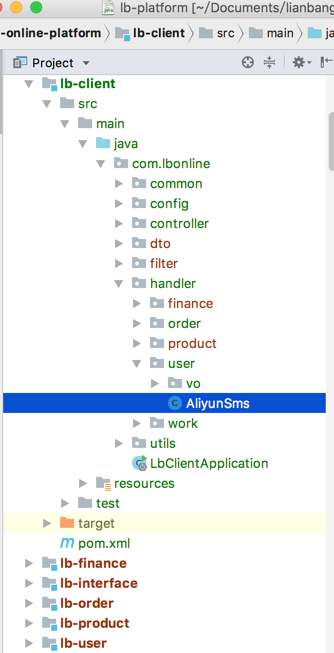 lb-platform [~/Documents/lianbang
-online-platform lb-client src main ja
Project
lb-client
src
main
java
com.lbonline
common
config
controller
dto
filter
handler
finance
order
product
user
vo
AliyunSms
work
utils
LbClientApplication
resources
test
target
pom.xml
lb-finance
lb-interface
lb-order
lb-product
lb-user